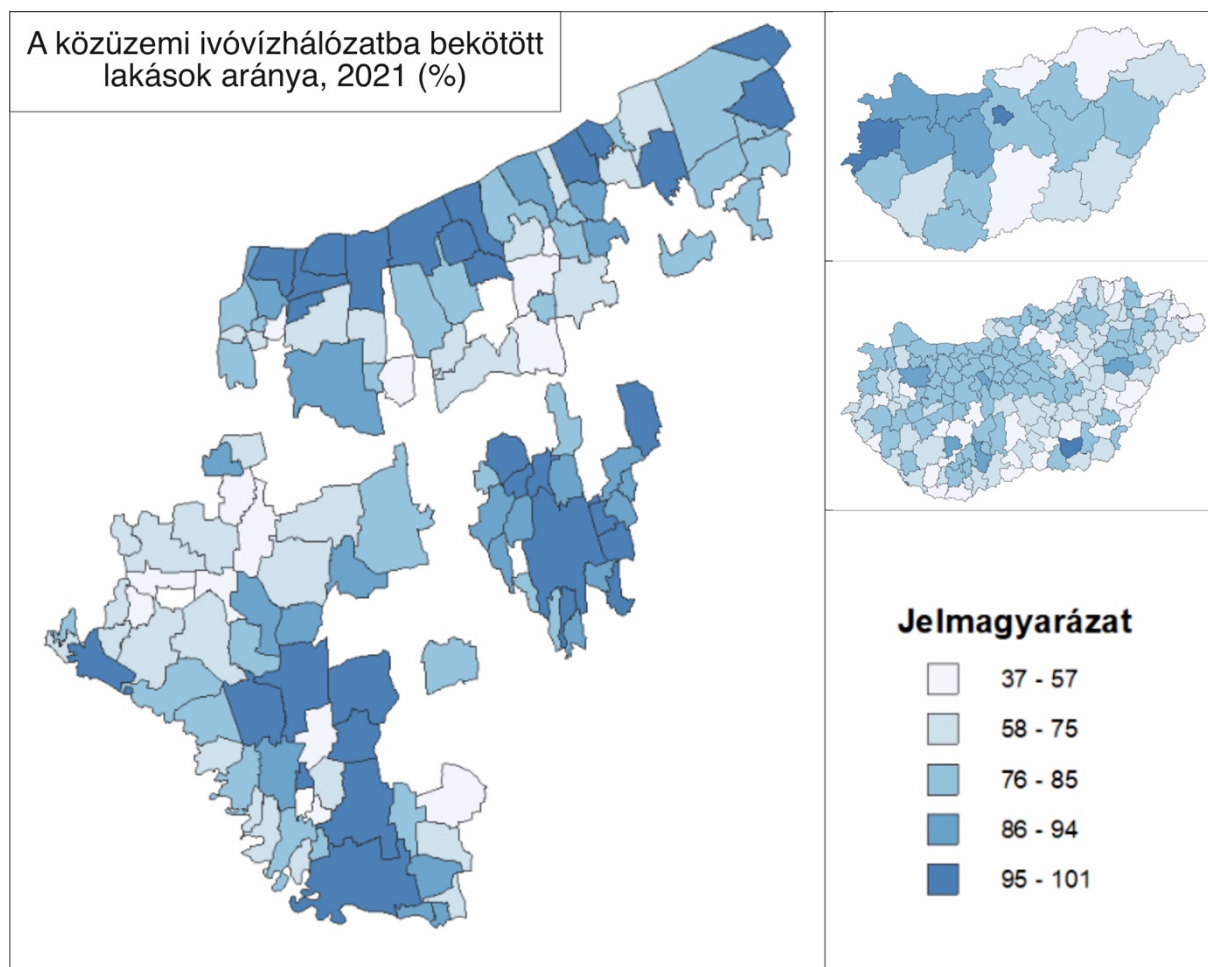 A közüzemi ivóvízhálózatba bekötött
lakások aránya, 2021 (%)
Jelmagyarázat
37 - 57
58 - 75
76 - 85
86 - 94
95 - 101